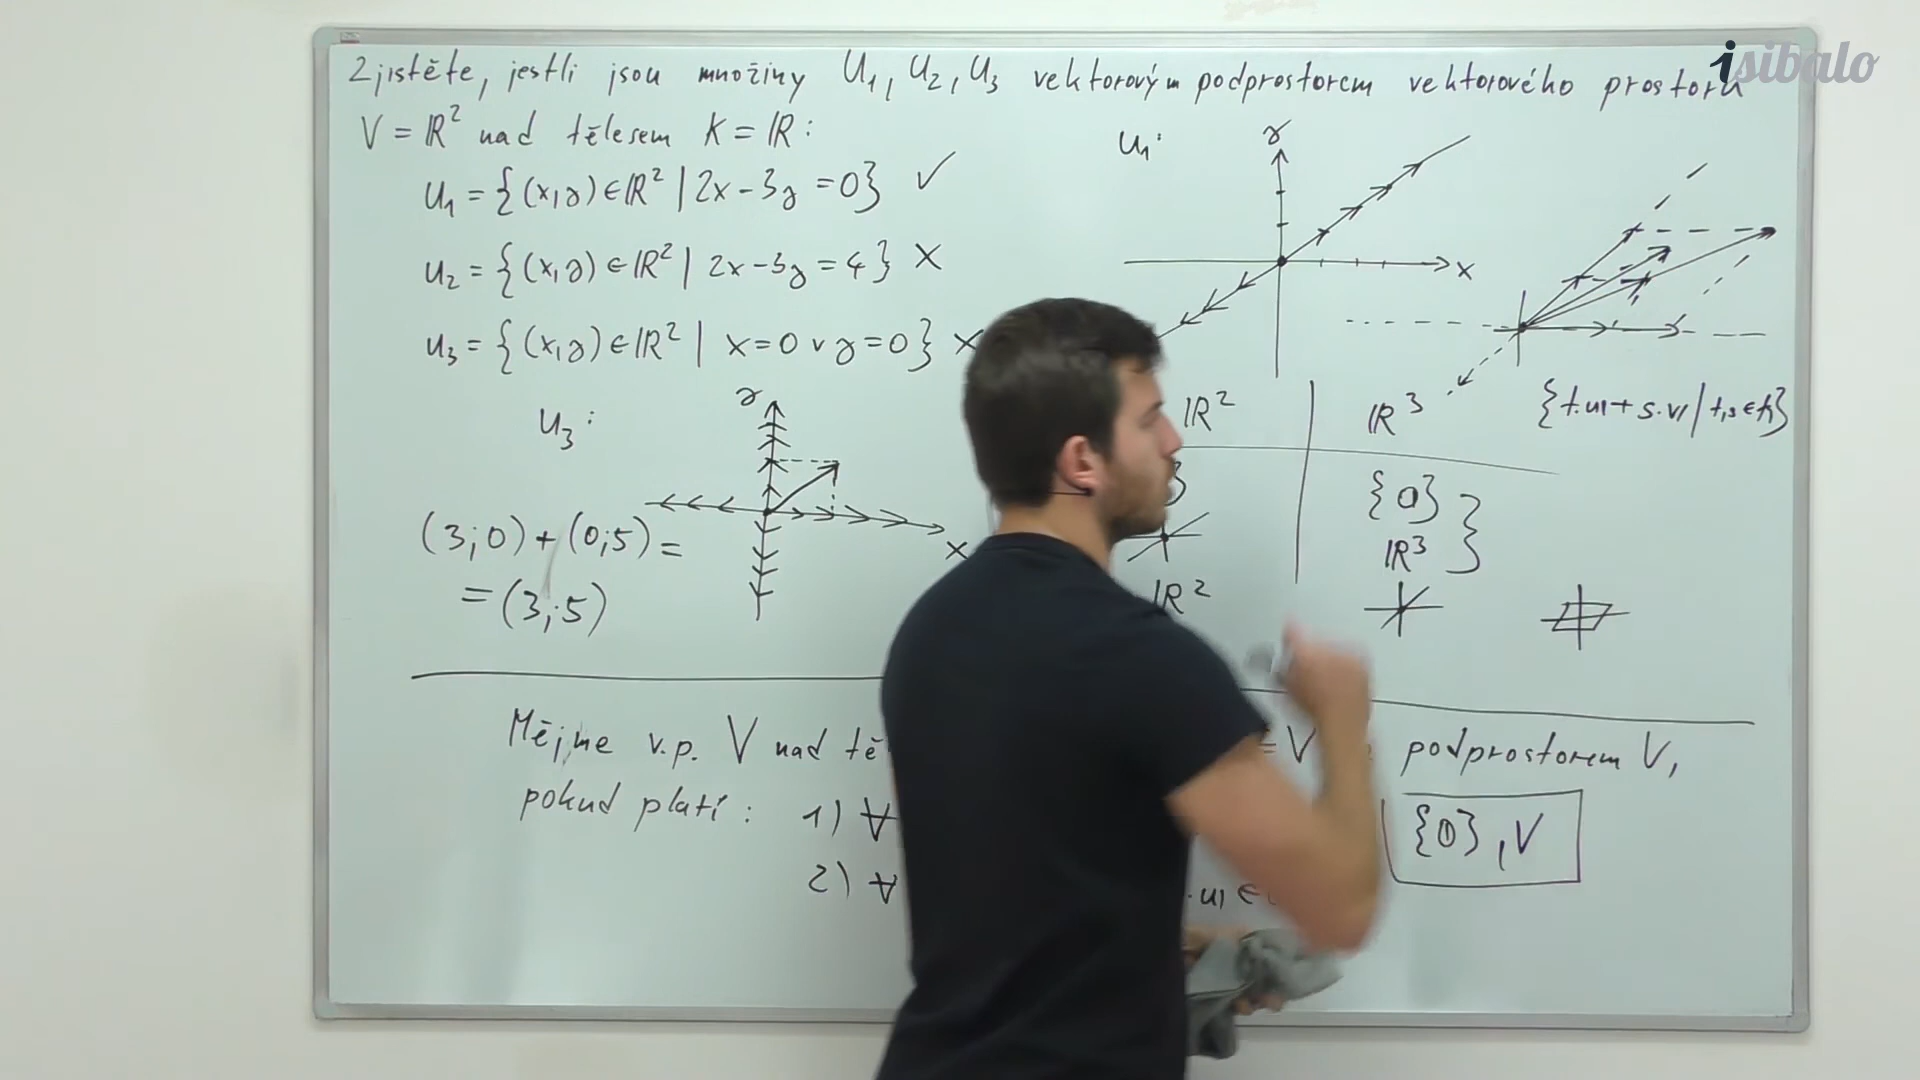 isibalo
Zjistěte, jestli jsou množiny U₁, U₂, U₃ vektorovým podprostorem vektorového prostoru
V = ℝ² nad tělesem K = ℝ:
U₁ = {(x,y) ∈ ℝ² | 2x - 3y = 0} ✓
U₂ = {(x,y) ∈ ℝ² | 2x - 3y = 4} X
U₃ = {(x,y) ∈ ℝ² | x = 0 ∨ y = 0} X
U₁:
y
x
{t·u + s·v | t,s ∈ ℝ}
U₃:
y
x
(3;0) + (0;5) =
= (3;5)
ℝ²
ℝ³
{0}
ℝ³
ℝ²
Mějme v.p. V nad
= V
podprostorem V,
pokud platí: 1) ∀
2) ∀
{0}, V